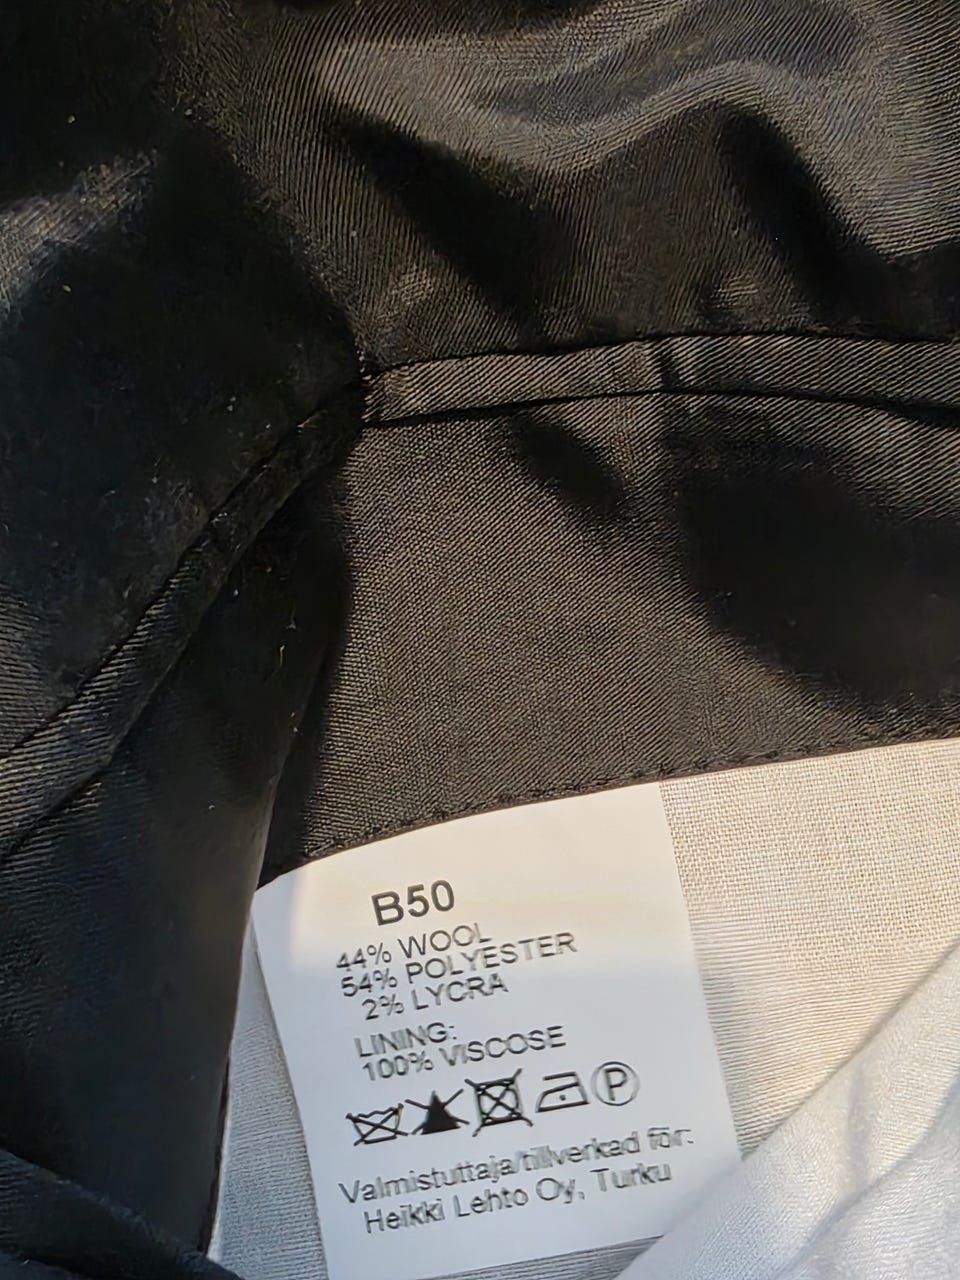 B50
44% WOOL
54% POLYESTER
2% LYCRA
LINING:
100% VISCOSE
P
Valmistuttaja/tillverkad för:
Heikki Lehto Oy, Turku